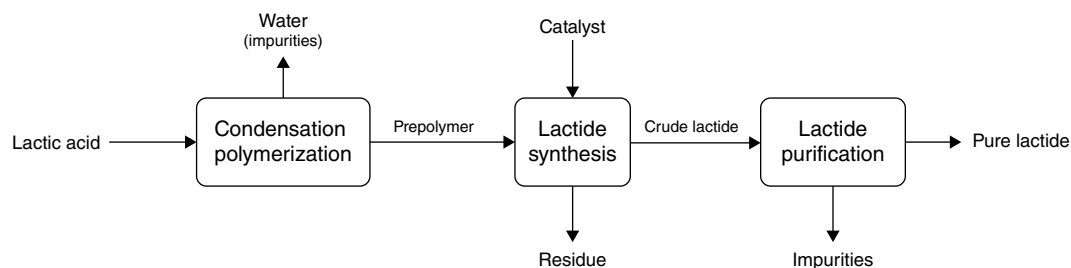 Water
(impurities)
Catalyst
Lactic acid
Condensation
polymerization
Prepolymer
Lactide
synthesis
Crude lactide
Lactide
purification
Pure lactide
Residue
Impurities